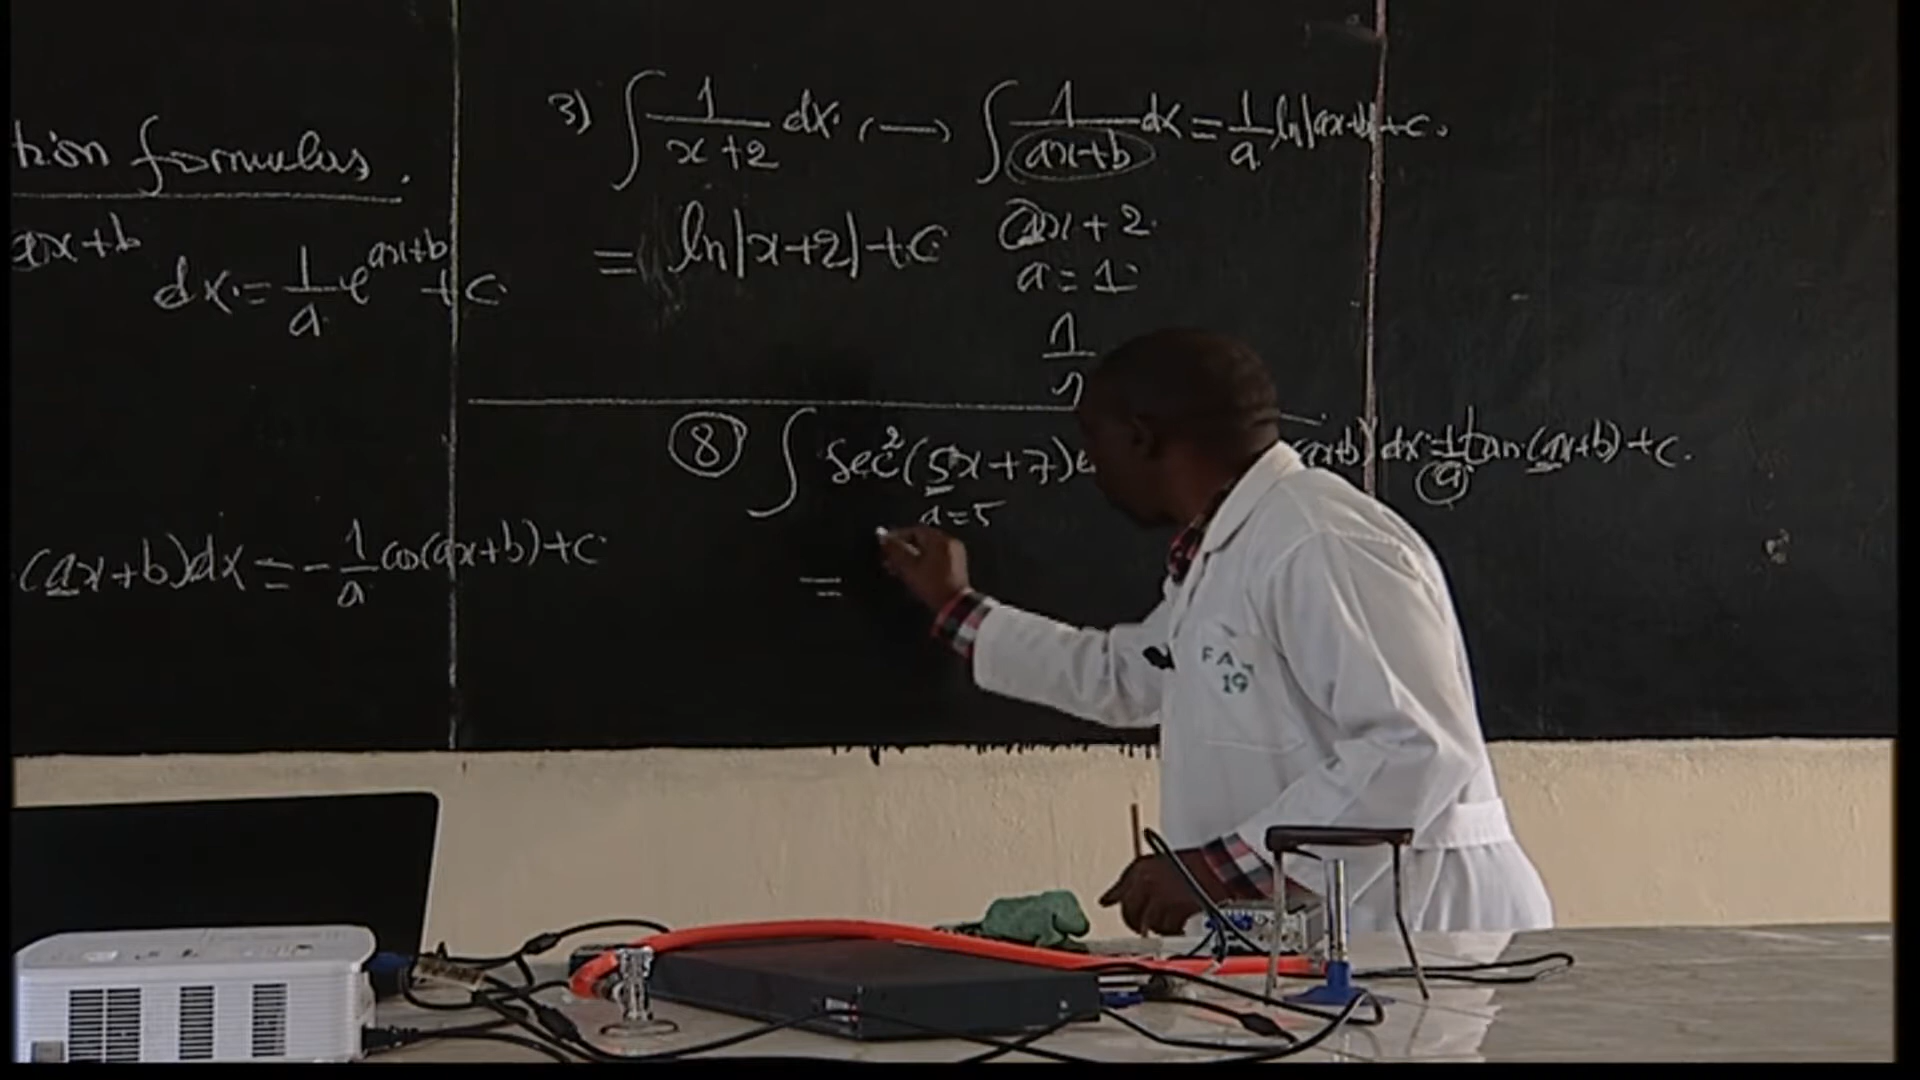 tion formulas.
ax+b
dx = 1/a e^(ax+b) + c.
(ax+b)dx = -1/a cos(ax+b)+c
3) ∫ 1/(x+2) dx. ⟶ ∫ 1/(ax+b) dx = 1/a ln|ax+b|+c.
= ln|x+2|+c
ax+2.
a=1
1
⑧ ∫ sec²(5x+7)
(ax+b) dx = 1/a tan(ax+b)+c.
a=5
=
19